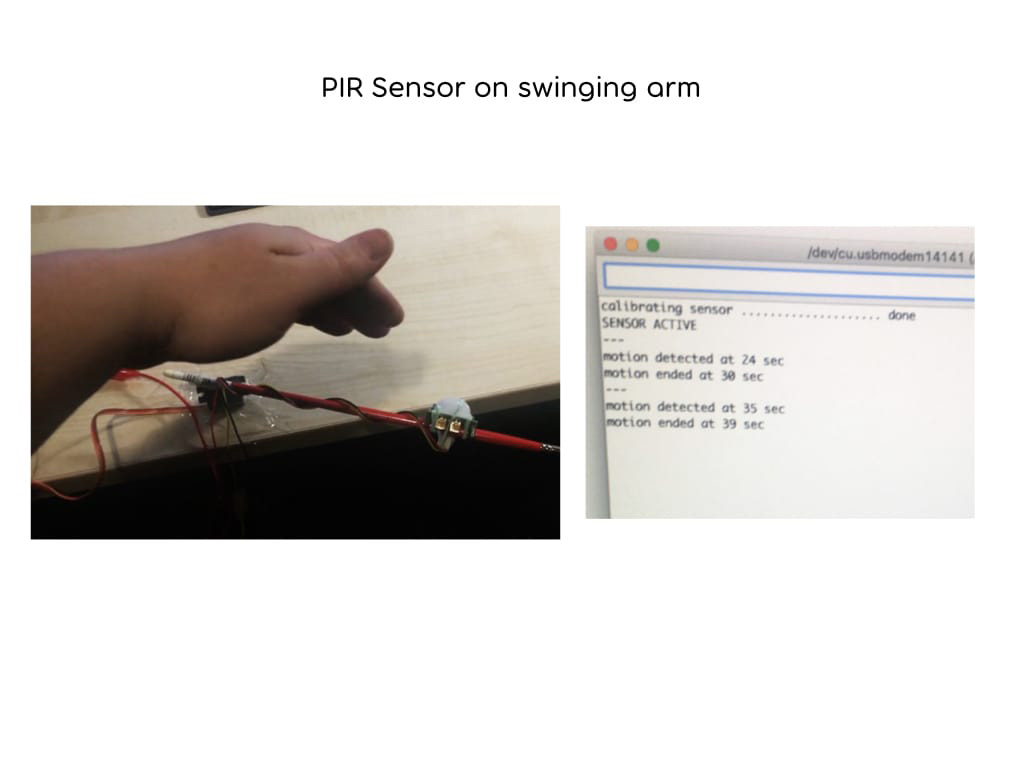 PIR Sensor on swinging arm
/dev/cu.usbmodem14141 (
calibrating sensor .................... done
SENSOR ACTIVE
---
motion detected at 24 sec
motion ended at 30 sec
---
motion detected at 35 sec
motion ended at 39 sec